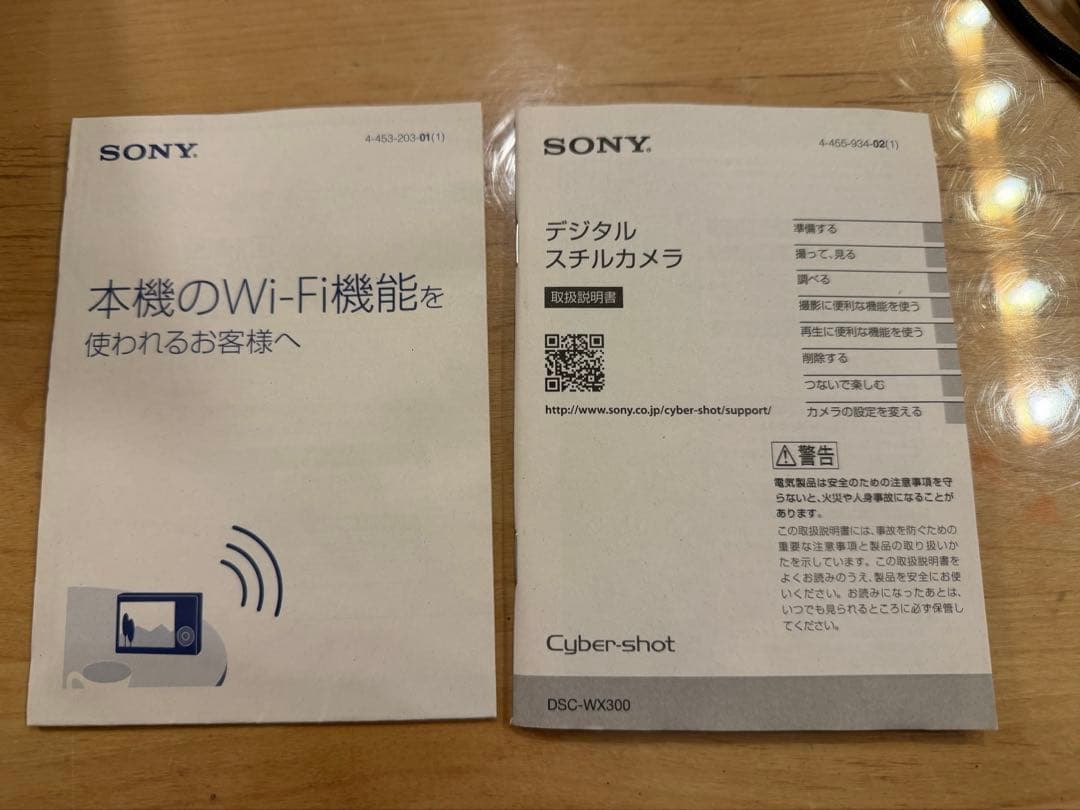 SONY®
4-453-203-01(1)
本機のWi-Fi機能を
使われるお客様へ
SONY®
4-455-934-02(1)
デジタル
スチルカメラ
取扱説明書
http://www.sony.co.jp/cyber-shot/support/
準備する
撮って、見る
調べる
撮影に便利な機能を使う
再生に便利な機能を使う
削除する
つないで楽しむ
カメラの設定を変える
警告
電気製品は安全のための注意事項を守
らないと、火災や人身事故になることが
あります。
この取扱説明書には、事故を防ぐための
重要な注意事項と製品の取り扱いか
たを示しています。この取扱説明書を
よくお読みのうえ、製品を安全にお使
いください。お読みになったあとは、
いつでも見られるところに必ず保管し
てください。
Cyber-shot
DSC-WX300